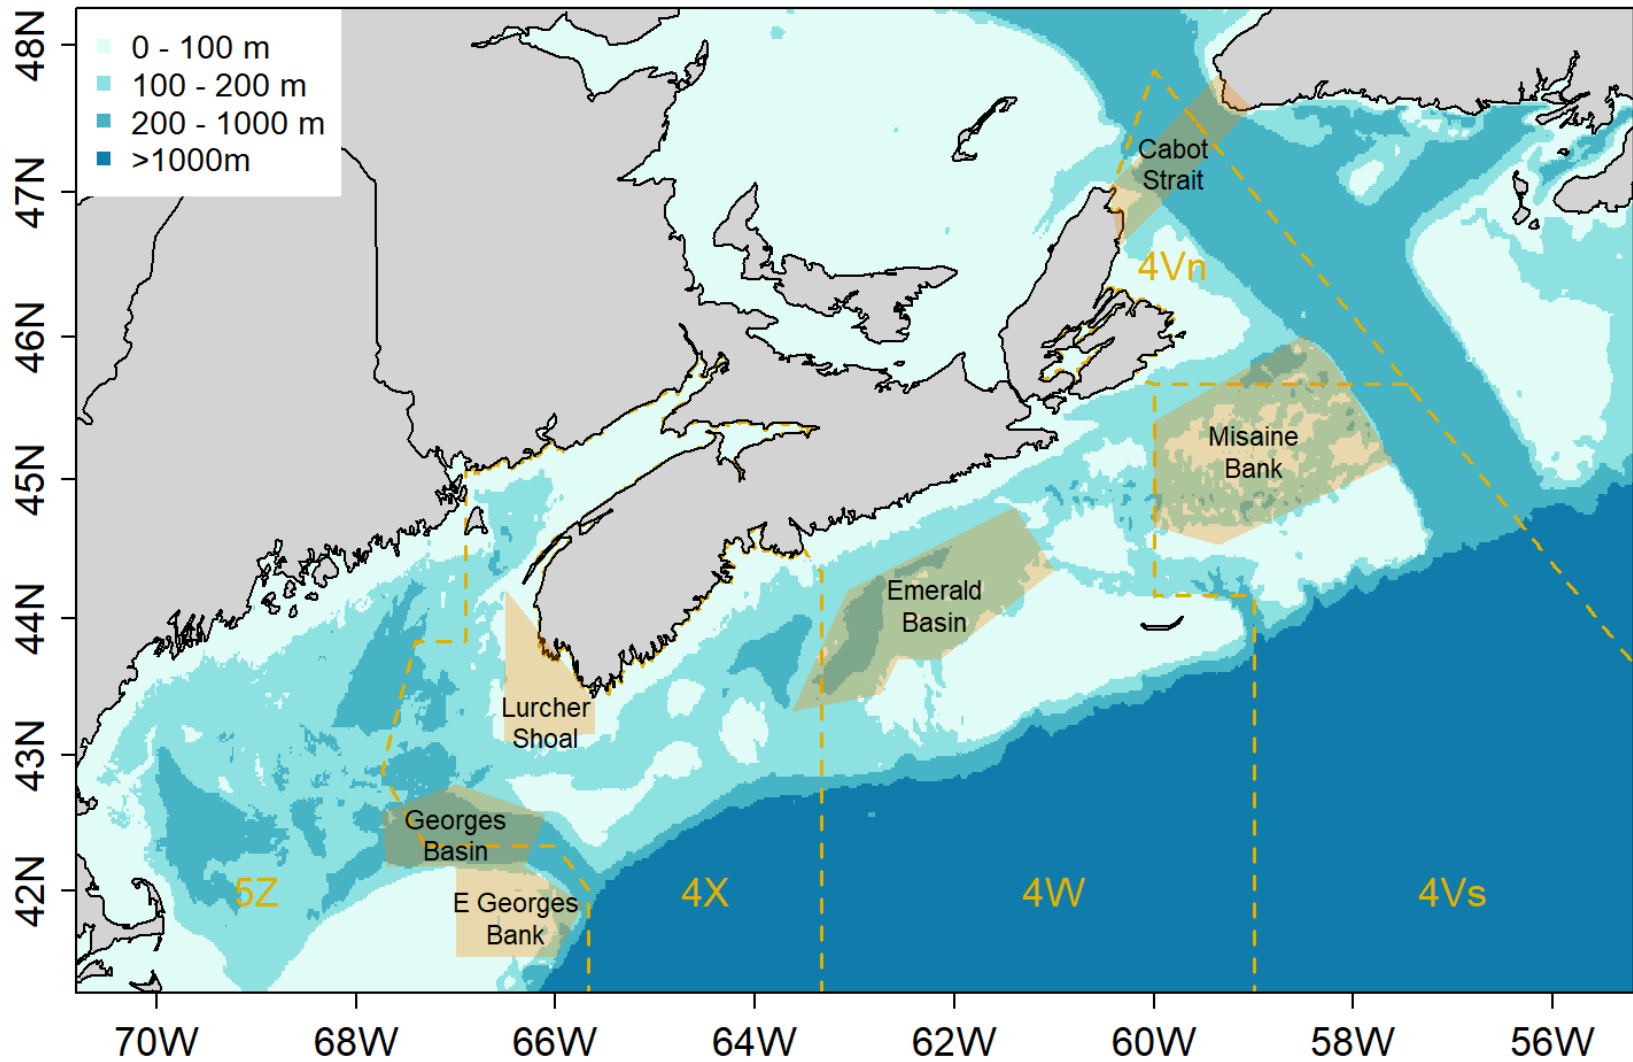 48N
47N
46N
45N
44N
43N
42N
0 - 100 m
100 - 200 m
200 - 1000 m
>1000m
Cabot
Strait
4Vn
Misaine
Bank
Emerald
Basin
Lurcher
Shoal
Georges
Basin
E Georges
Bank
5Z
4X
4W
4Vs
70W
68W
66W
64W
62W
60W
58W
56W